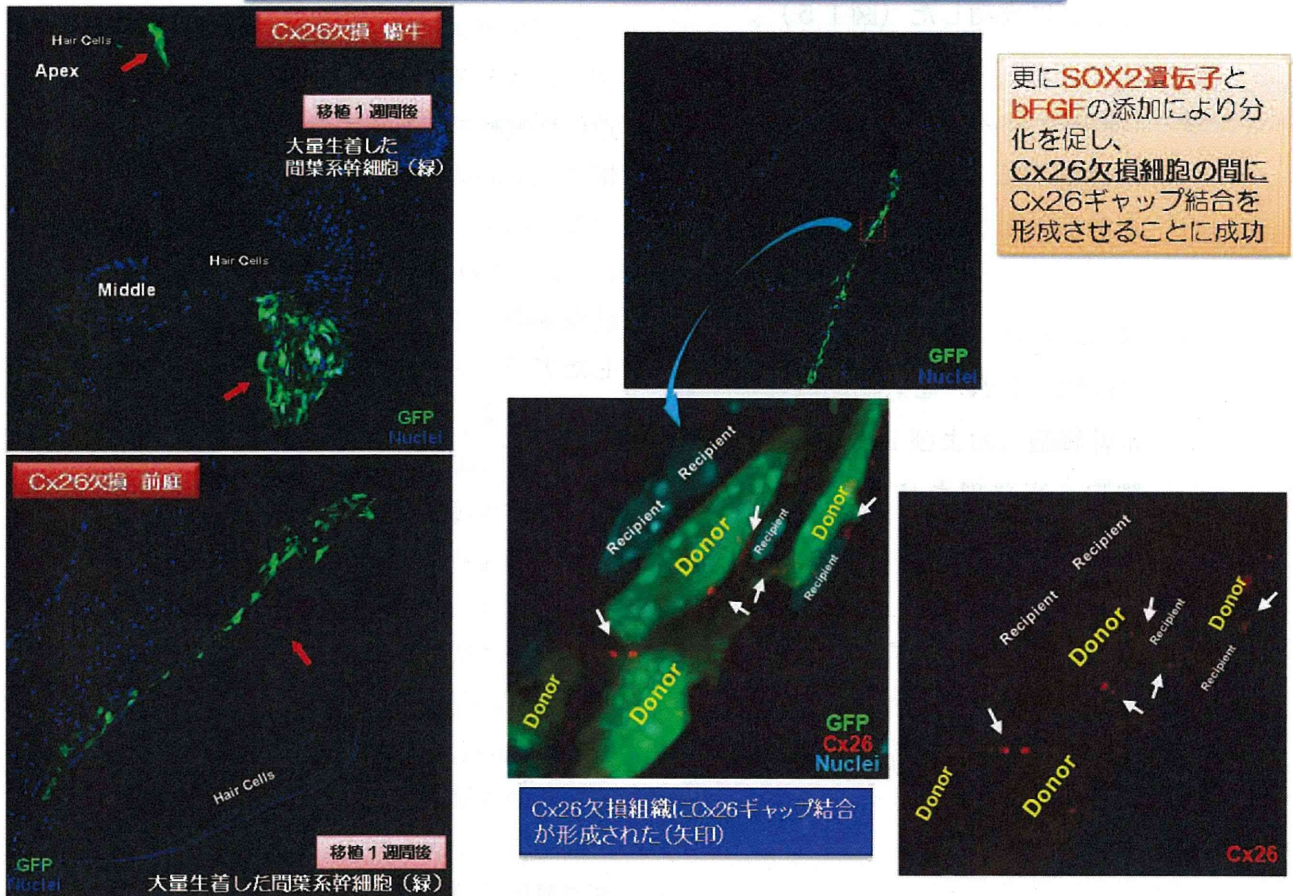 Cx26欠損 蝸牛
Hair Cells
Apex
移植１週間後
大量生着した
間葉系幹細胞（緑）
Hair Cells
Middle
GFP
Nuclei
Cx26欠損 前庭
Hair Cells
移植１週間後
GFP
Nuclei
大量生着した間葉系幹細胞（緑）
GFP
Nuclei
更にSOX2遺伝子と
bFGFの添加により分
化を促し、
Cx26欠損細胞の間に
Cx26ギャップ結合を
形成させることに成功
Recipient
Recipient
Donor
Recipient
Donor
Recipient
Donor
Donor
GFP
Cx26
Nuclei
Cx26欠損組織にCx26ギャップ結合
が形成された（矢印）
Recipient
Recipient
Donor
Recipient
Donor
Recipient
Donor
Donor
Cx26